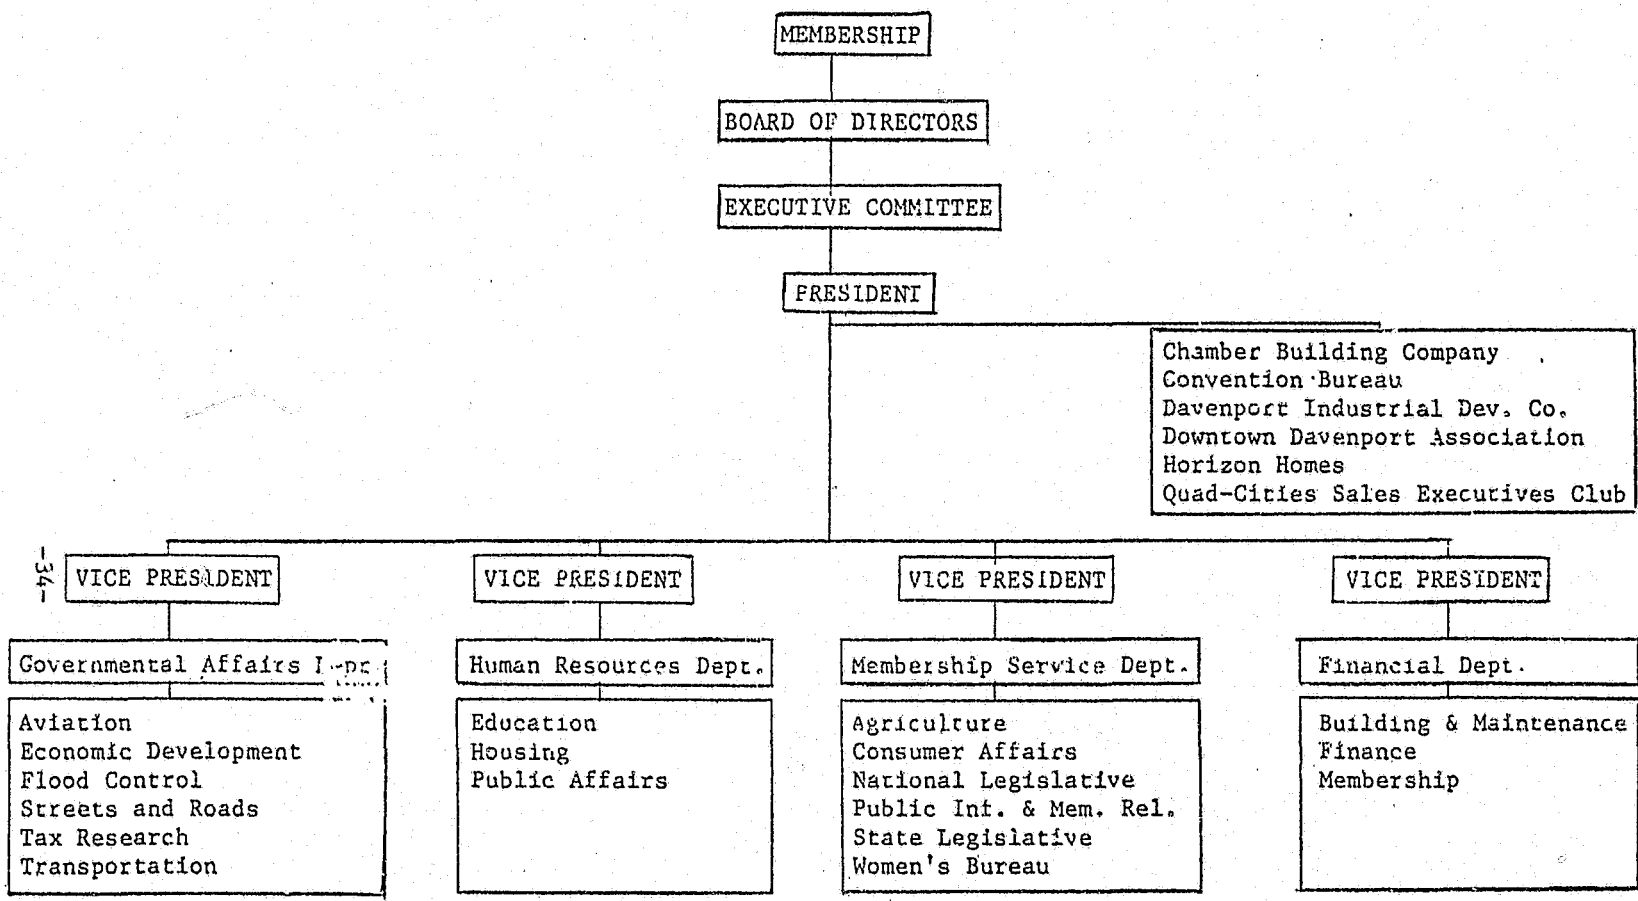 MEMBERSHIP
BOARD OF DIRECTORS
EXECUTIVE COMMITTEE
PRESIDENT
Chamber Building Company
Convention Bureau
Davenport Industrial Dev. Co.
Downtown Davenport Association
Horizon Homes
Quad-Cities Sales Executives Club
-34-
VICE PRESIDENT
VICE PRESIDENT
VICE PRESIDENT
VICE PRESIDENT
Governmental Affairs
Human Resources Dept.
Membership Service Dept.
Financial Dept.
Aviation
Economic Development
Flood Control
Streets and Roads
Tax Research
Transportation
Education
Housing
Public Affairs
Agriculture
Consumer Affairs
National Legislative
Public Int. & Mem. Rel.
State Legislative
Women's Bureau
Building & Maintenance
Finance
Membership